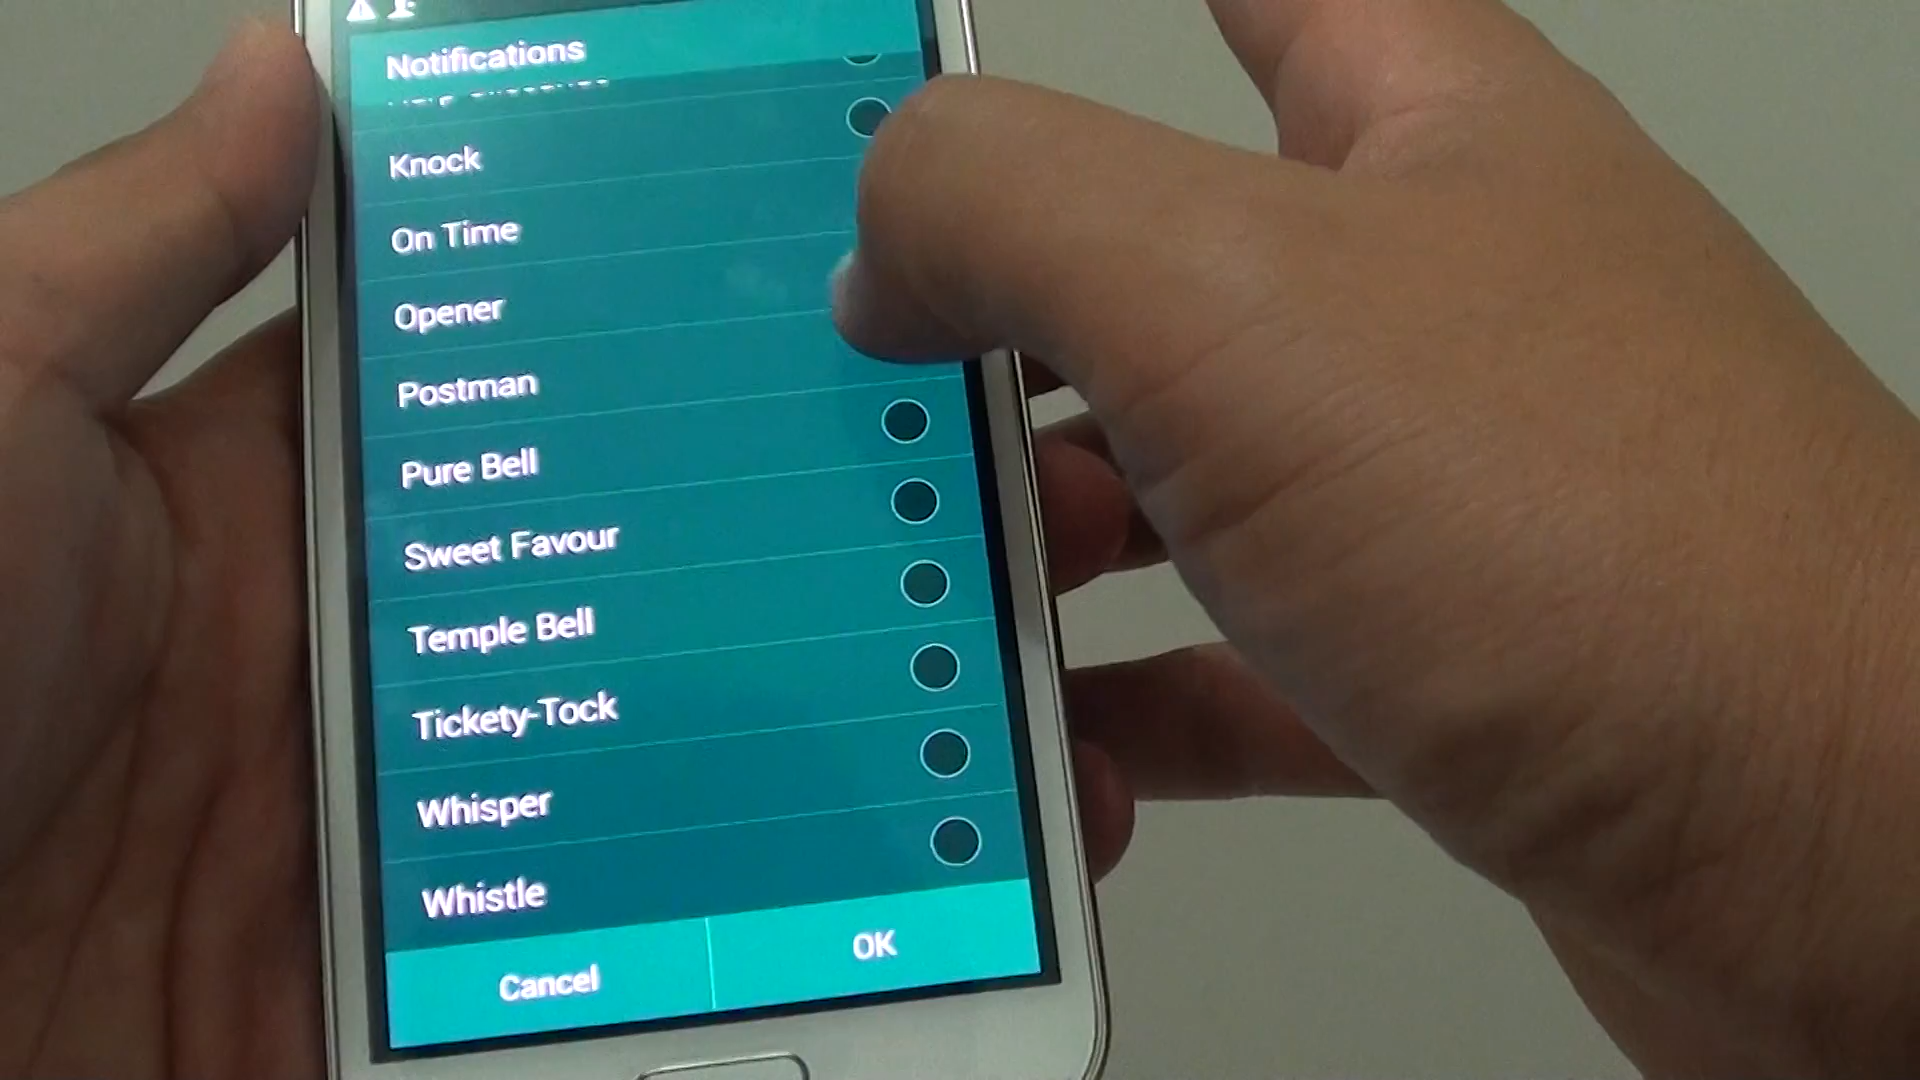 Notifications
Knock
On Time
Opener
Postman
Pure Bell
Sweet Favour
Temple Bell
Tickety-Tock
Whisper
Whistle
Cancel
OK